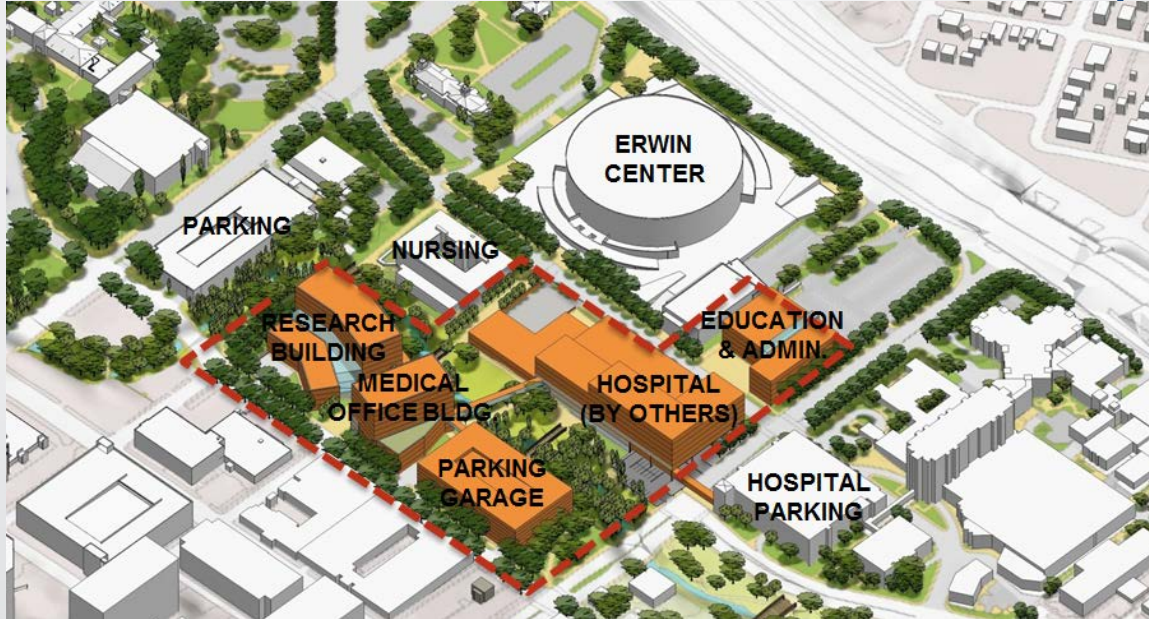 ERWIN
CENTER
PARKING
NURSING
RESEARCH
BUILDING
EDUCATION
& ADMIN.
MEDICAL
OFFICE BLDG
HOSPITAL
(BY OTHERS)
PARKING
GARAGE
HOSPITAL
PARKING